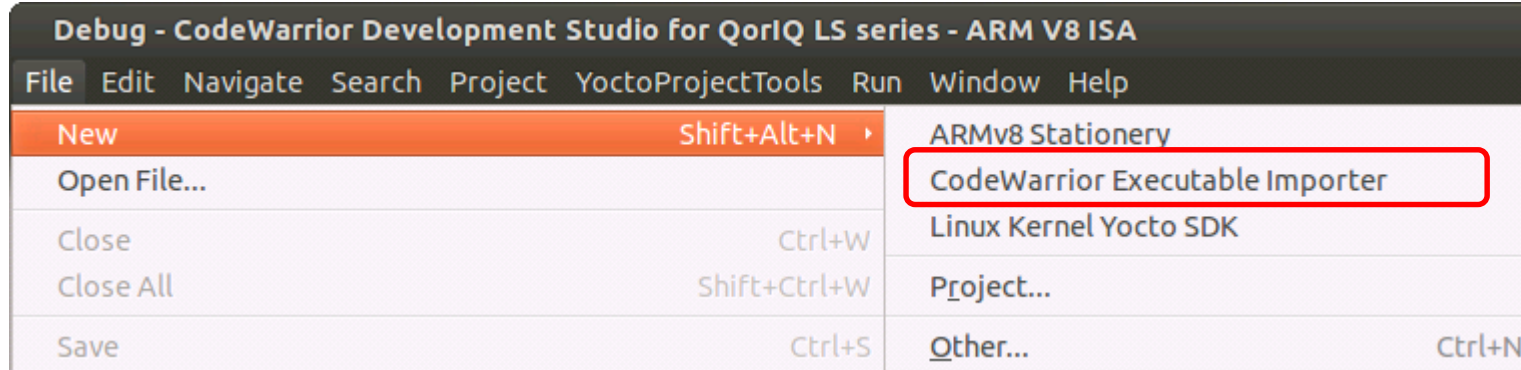 Debug - CodeWarrior Development Studio for QorIQ LS series - ARM V8 ISA
File Edit Navigate Search Project YoctoProjectTools Run Window Help
New Shift+Alt+N
Open File...
Close Ctrl+W
Close All Shift+Ctrl+W
Save Ctrl+S
ARMv8 Stationery
CodeWarrior Executable Importer
Linux Kernel Yocto SDK
Project...
Other... Ctrl+N